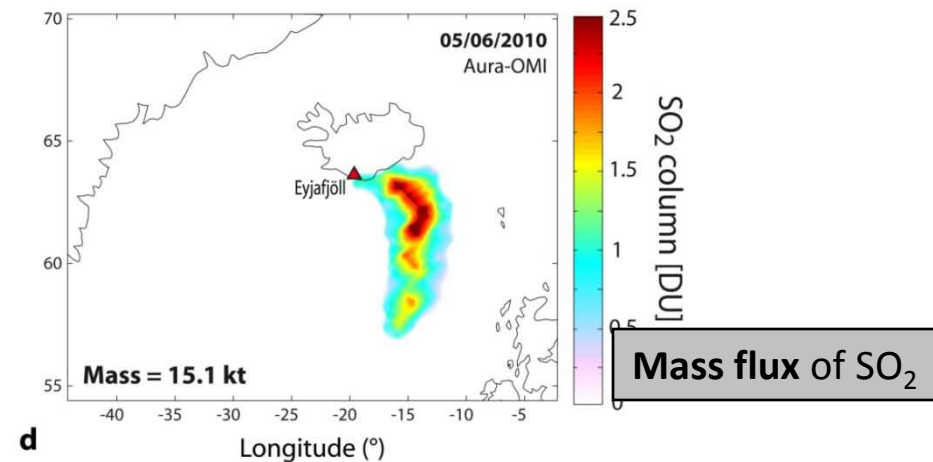 70
65
60
55
05/06/2010
Aura-OMI
Eyjafjöll
Mass = 15.1 kt
-40 -35 -30 -25 -20 -15 -10 -5
Longitude (°)
d
2.5
2
1.5
1
SO₂ column [DU]
Mass flux of SO₂